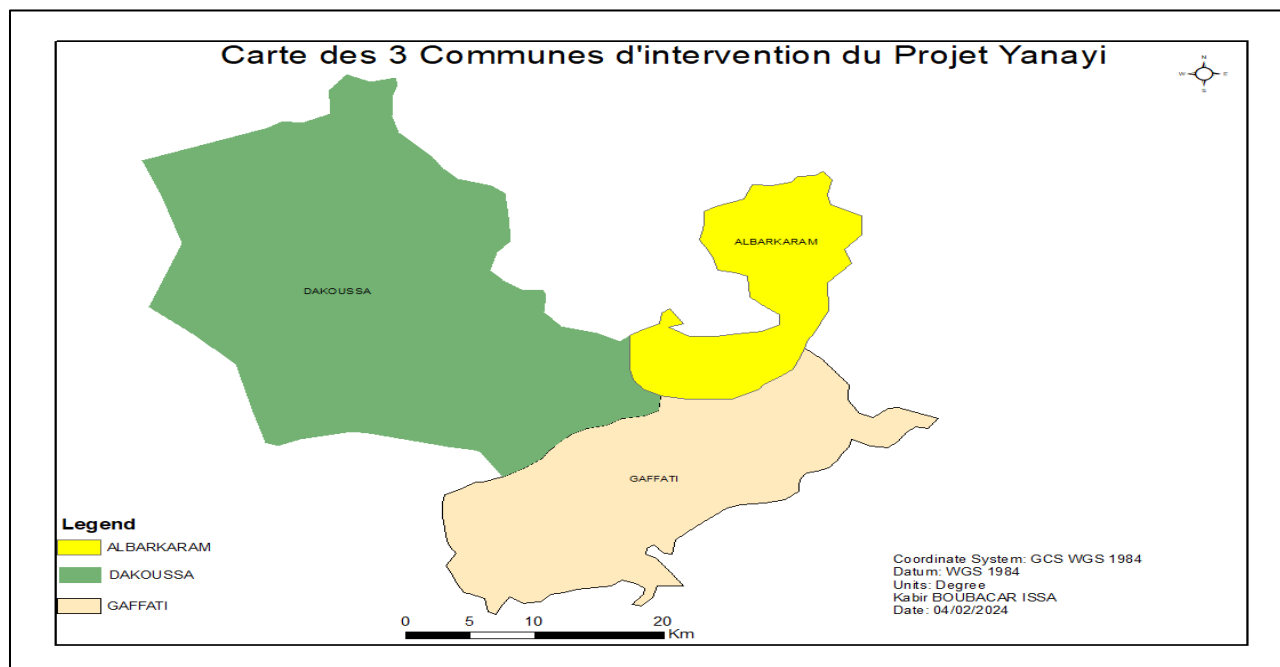 Carte des 3 Communes d'intervention du Projet Yanayi
N
W E
S
ALBARKARAM
DAKOUSSA
GAFFATI
Legend
ALBARKARAM
DAKOUSSA
GAFFATI
Coordinate System: GCS WGS 1984
Datum: WGS 1984
Units: Degree
Kabir BOUBACAR ISSA
Date: 04/02/2024
0 5 10 20
Km